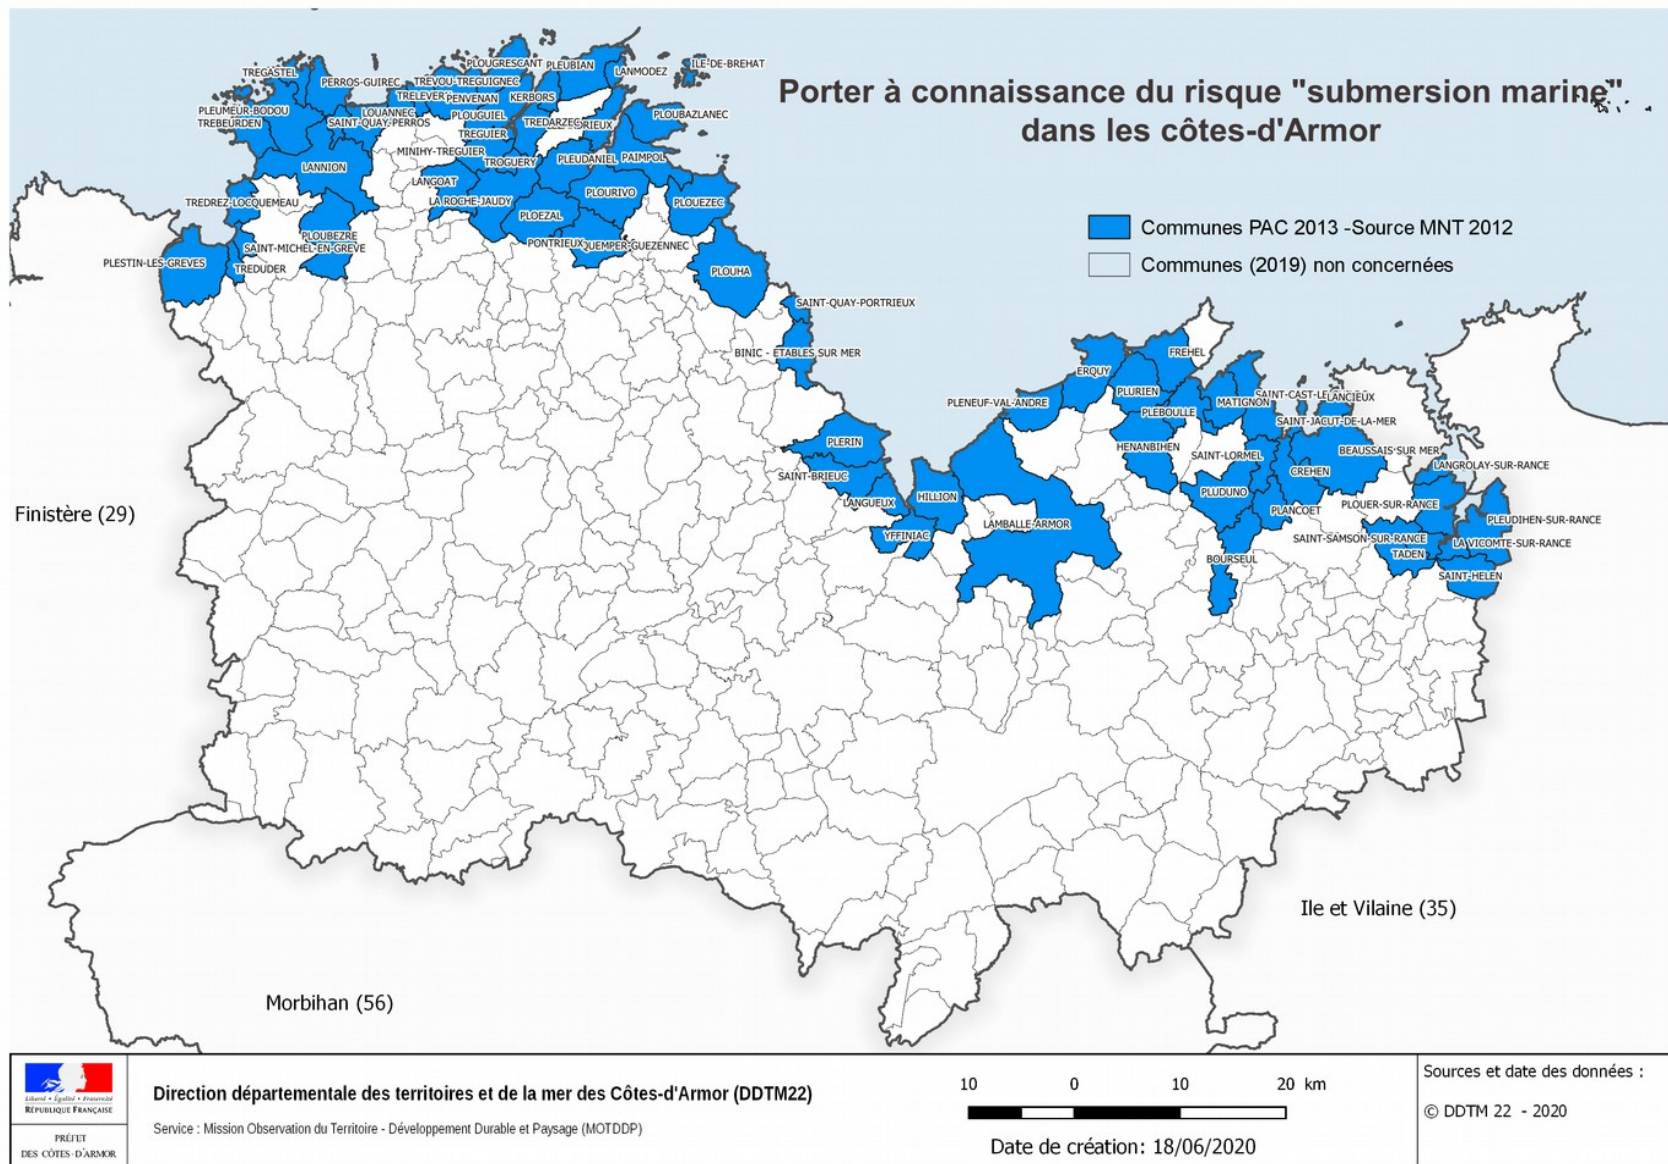 Porter à connaissance du risque "submersion marine"
dans les côtes-d'Armor
Communes PAC 2013 -Source MNT 2012
Communes (2019) non concernées
ILE-DE-BREHAT
PLOUGRESCANT
PLEUBIAN
LANMODEZ
TREGASTEL
PERROS-GUIREC
TREVOU-TREGUIGNEC
TRELEVERN
PENVENAN
KERBORS
PLEUMEUR-BODOU
LOUANNEC
PLOUGUIEL
PLOUBAZLANEC
TREBEURDEN
SAINT-QUAY-PERROS
TREGUIER
TREDARZEC
MINIHY-TREGUIER
TROGUERY
PLEUDANIEL
PAIMPOL
LANNION
LANGOAT
PLOURIVO
TREDREZ-LOCQUEMEAU
LA ROCHE-JAUDY
PLOUEZEC
PLOEZAL
PLOUBEZRE
PONTRIEUX
QUEMPER-GUEZENNEC
SAINT-MICHEL-EN-GREVE
PLESTIN-LES-GREVES
TREDUDER
PLOUHA
SAINT-QUAY-PORTRIEUX
BINIC - ETABLES SUR MER
FREHEL
ERQUY
PLURIEN
PLENEUF-VAL-ANDRE
MATIGNON
SAINT-CAST-LE
LANCIEUX
PLEBOULLE
SAINT-JACUT-DE-LA-MER
PLERIN
HENANBIHEN
SAINT-LORMEL
BEAUSSAIS SUR MER
LANGROLAY-SUR-RANCE
CREHEN
SAINT-BRIEUC
HILLION
LANGUEUX
PLUDUNO
PLANCOET
PLOUER-SUR-RANCE
PLEUDIHEN-SUR-RANCE
LAMBALLE-ARMOR
YFFINIAC
SAINT-SAMSON-SUR-RANCE
LA VICOMTE-SUR-RANCE
BOURSEUL
TADEN
SAINT-HELEN
Finistère (29)
Ile et Vilaine (35)
Morbihan (56)
Liberté • Égalité • Fraternité
RÉPUBLIQUE FRANÇAISE
PRÉFET
DES CÔTES-D'ARMOR
Direction départementale des territoires et de la mer des Côtes-d'Armor (DDTM22)
Service : Mission Observation du Territoire - Développement Durable et Paysage (MOTDDP)
10 0 10 20 km
Date de création: 18/06/2020
Sources et date des données :
© DDTM 22 - 2020